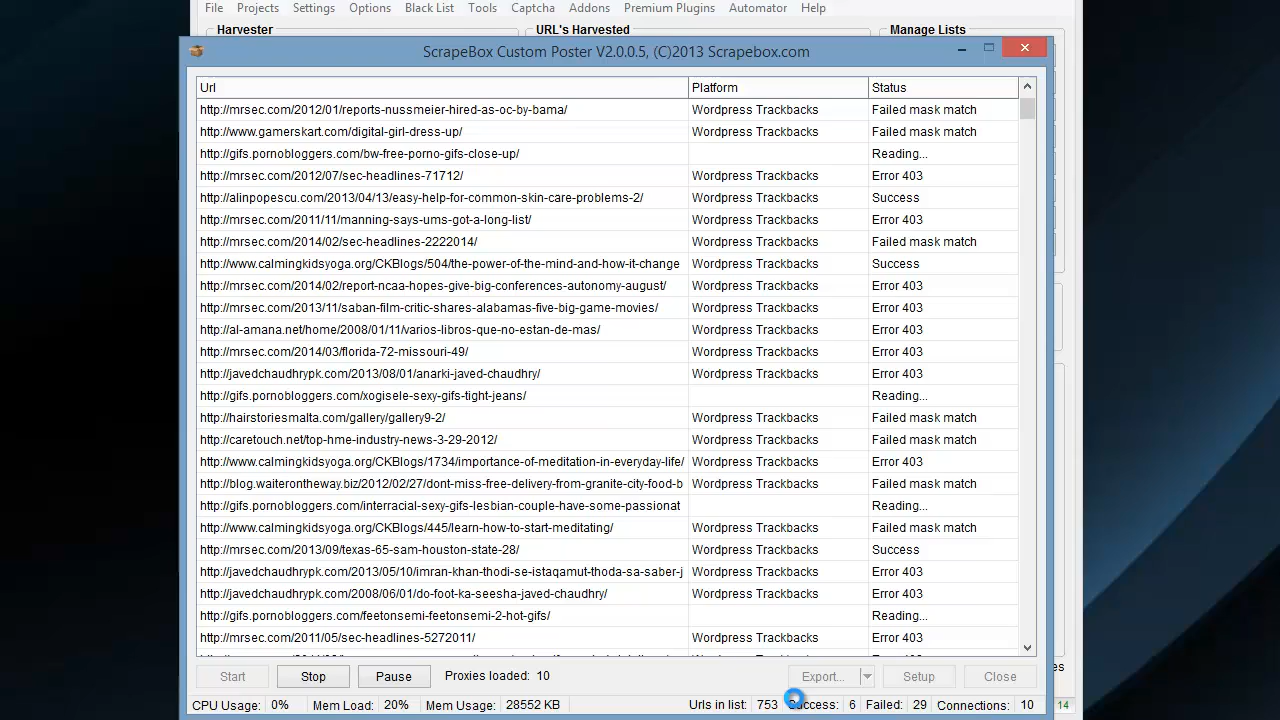 File Projects Settings Options Black List Tools Captcha Addons Premium Plugins Automator Help
Harvester URL's Harvested Manage Lists
ScrapeBox Custom Poster V2.0.0.5, (C)2013 Scrapebox.com
Url Platform Status
http://mrsec.com/2012/01/reports-nussmeier-hired-as-oc-by-bama/ Wordpress Trackbacks Failed mask match
http://www.gamerskart.com/digital-girl-dress-up/ Wordpress Trackbacks Failed mask match
http://gifs.pornobloggers.com/bw-free-porno-gifs-close-up/ Reading...
http://mrsec.com/2012/07/sec-headlines-71712/ Wordpress Trackbacks Error 403
http://alinpopescu.com/2013/04/13/easy-help-for-common-skin-care-problems-2/ Wordpress Trackbacks Success
http://mrsec.com/2011/11/manning-says-ums-got-a-long-list/ Wordpress Trackbacks Error 403
http://mrsec.com/2014/02/sec-headlines-2222014/ Wordpress Trackbacks Failed mask match
http://www.calmingkidsyoga.org/CKBlogs/504/the-power-of-the-mind-and-how-it-change Wordpress Trackbacks Success
http://mrsec.com/2014/02/report-ncaa-hopes-give-big-conferences-autonomy-august/ Wordpress Trackbacks Error 403
http://mrsec.com/2013/11/saban-film-critic-shares-alabamas-five-big-game-movies/ Wordpress Trackbacks Error 403
http://al-amana.net/home/2008/01/11/varios-libros-que-no-estan-de-mas/ Wordpress Trackbacks Error 403
http://mrsec.com/2014/03/florida-72-missouri-49/ Wordpress Trackbacks Error 403
http://javedchaudhrypk.com/2013/08/01/anarki-javed-chaudhry/ Wordpress Trackbacks Error 403
http://gifs.pornobloggers.com/xogisele-sexy-gifs-tight-jeans/ Reading...
http://hairstoriesmalta.com/gallery/gallery9-2/ Wordpress Trackbacks Failed mask match
http://caretouch.net/top-hme-industry-news-3-29-2012/ Wordpress Trackbacks Failed mask match
http://www.calmingkidsyoga.org/CKBlogs/1734/importance-of-meditation-in-everyday-life/ Wordpress Trackbacks Error 403
http://blog.waiterontheway.biz/2012/02/27/dont-miss-free-delivery-from-granite-city-food-b Wordpress Trackbacks Failed mask match
http://gifs.pornobloggers.com/interracial-sexy-gifs-lesbian-couple-have-some-passionat Reading...
http://www.calmingkidsyoga.org/CKBlogs/445/learn-how-to-start-meditating/ Wordpress Trackbacks Failed mask match
http://mrsec.com/2013/09/texas-65-sam-houston-state-28/ Wordpress Trackbacks Success
http://javedchaudhrypk.com/2013/05/10/imran-khan-thodi-se-istaqamut-thoda-sa-saber-j Wordpress Trackbacks Error 403
http://javedchaudhrypk.com/2008/06/01/do-foot-ka-seesha-javed-chaudhry/ Wordpress Trackbacks Error 403
http://gifs.pornobloggers.com/feetonsemi-feetonsemi-2-hot-gifs/ Reading...
http://mrsec.com/2011/05/sec-headlines-5272011/ Wordpress Trackbacks Error 403
Start Stop Pause Proxies loaded: 10 Export... Setup Close
CPU Usage: 0% Mem Load: 20% Mem Usage: 28552 KB Urls in list: 753 Success: 6 Failed: 29 Connections: 10 14